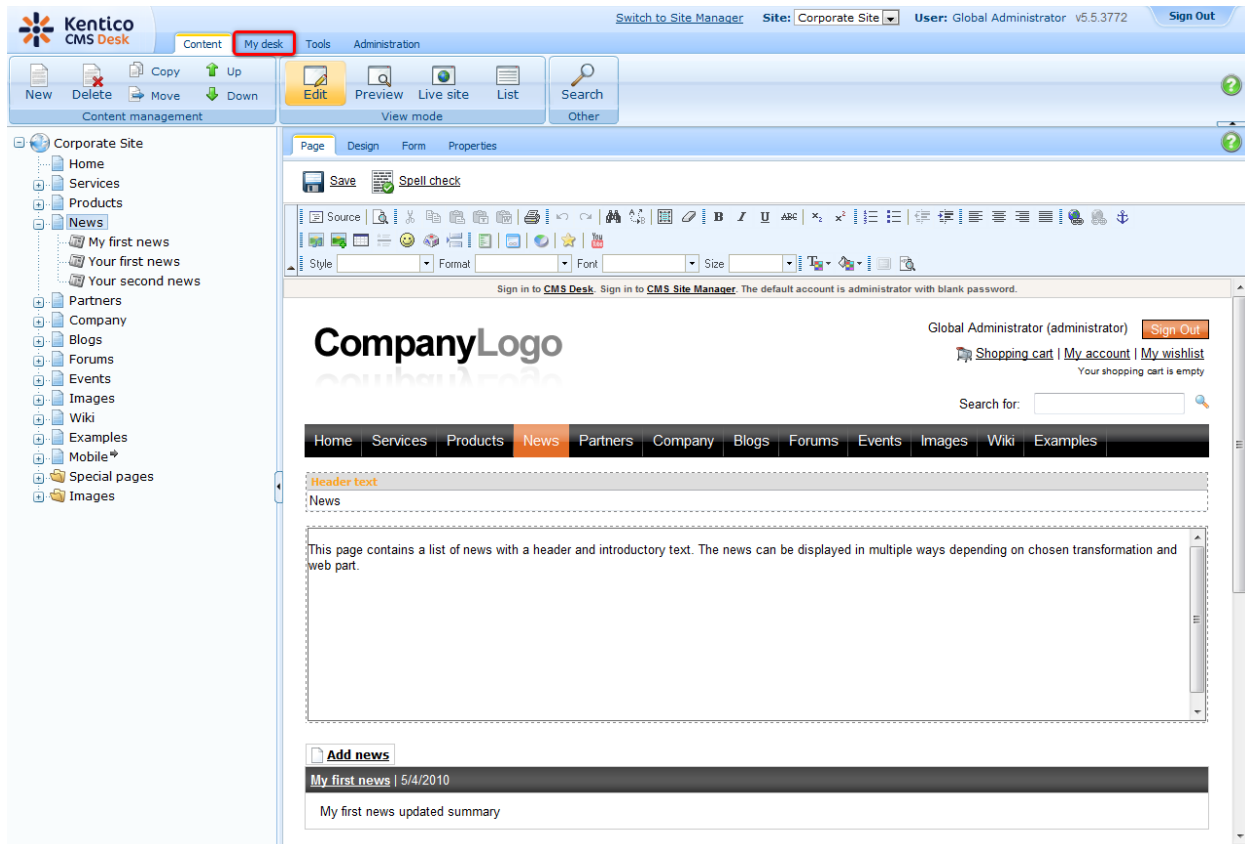 Kentico
CMS Desk
Switch to Site Manager Site: Corporate Site User: Global Administrator v5.5.3772 Sign Out
Content My desk Tools Administration
New Delete Copy Move Up Down
Content management
Edit Preview Live site List
View mode
Search
Other
Corporate Site
Home
Services
Products
News
My first news
Your first news
Your second news
Partners
Company
Blogs
Forums
Events
Images
Wiki
Examples
Mobile
Special pages
Images
Page Design Form Properties
Save Spell check
Source B I U ABC x₂ x²
You Tube
Style Format Font Size
Sign in to CMS Desk. Sign in to CMS Site Manager. The default account is administrator with blank password.
CompanyLogo
Global Administrator (administrator) Sign Out
Shopping cart | My account | My wishlist
Your shopping cart is empty
Search for:
Home Services Products News Partners Company Blogs Forums Events Images Wiki Examples
Header text
News
This page contains a list of news with a header and introductory text. The news can be displayed in multiple ways depending on chosen transformation and
web part.
Add news
My first news | 5/4/2010
My first news updated summary